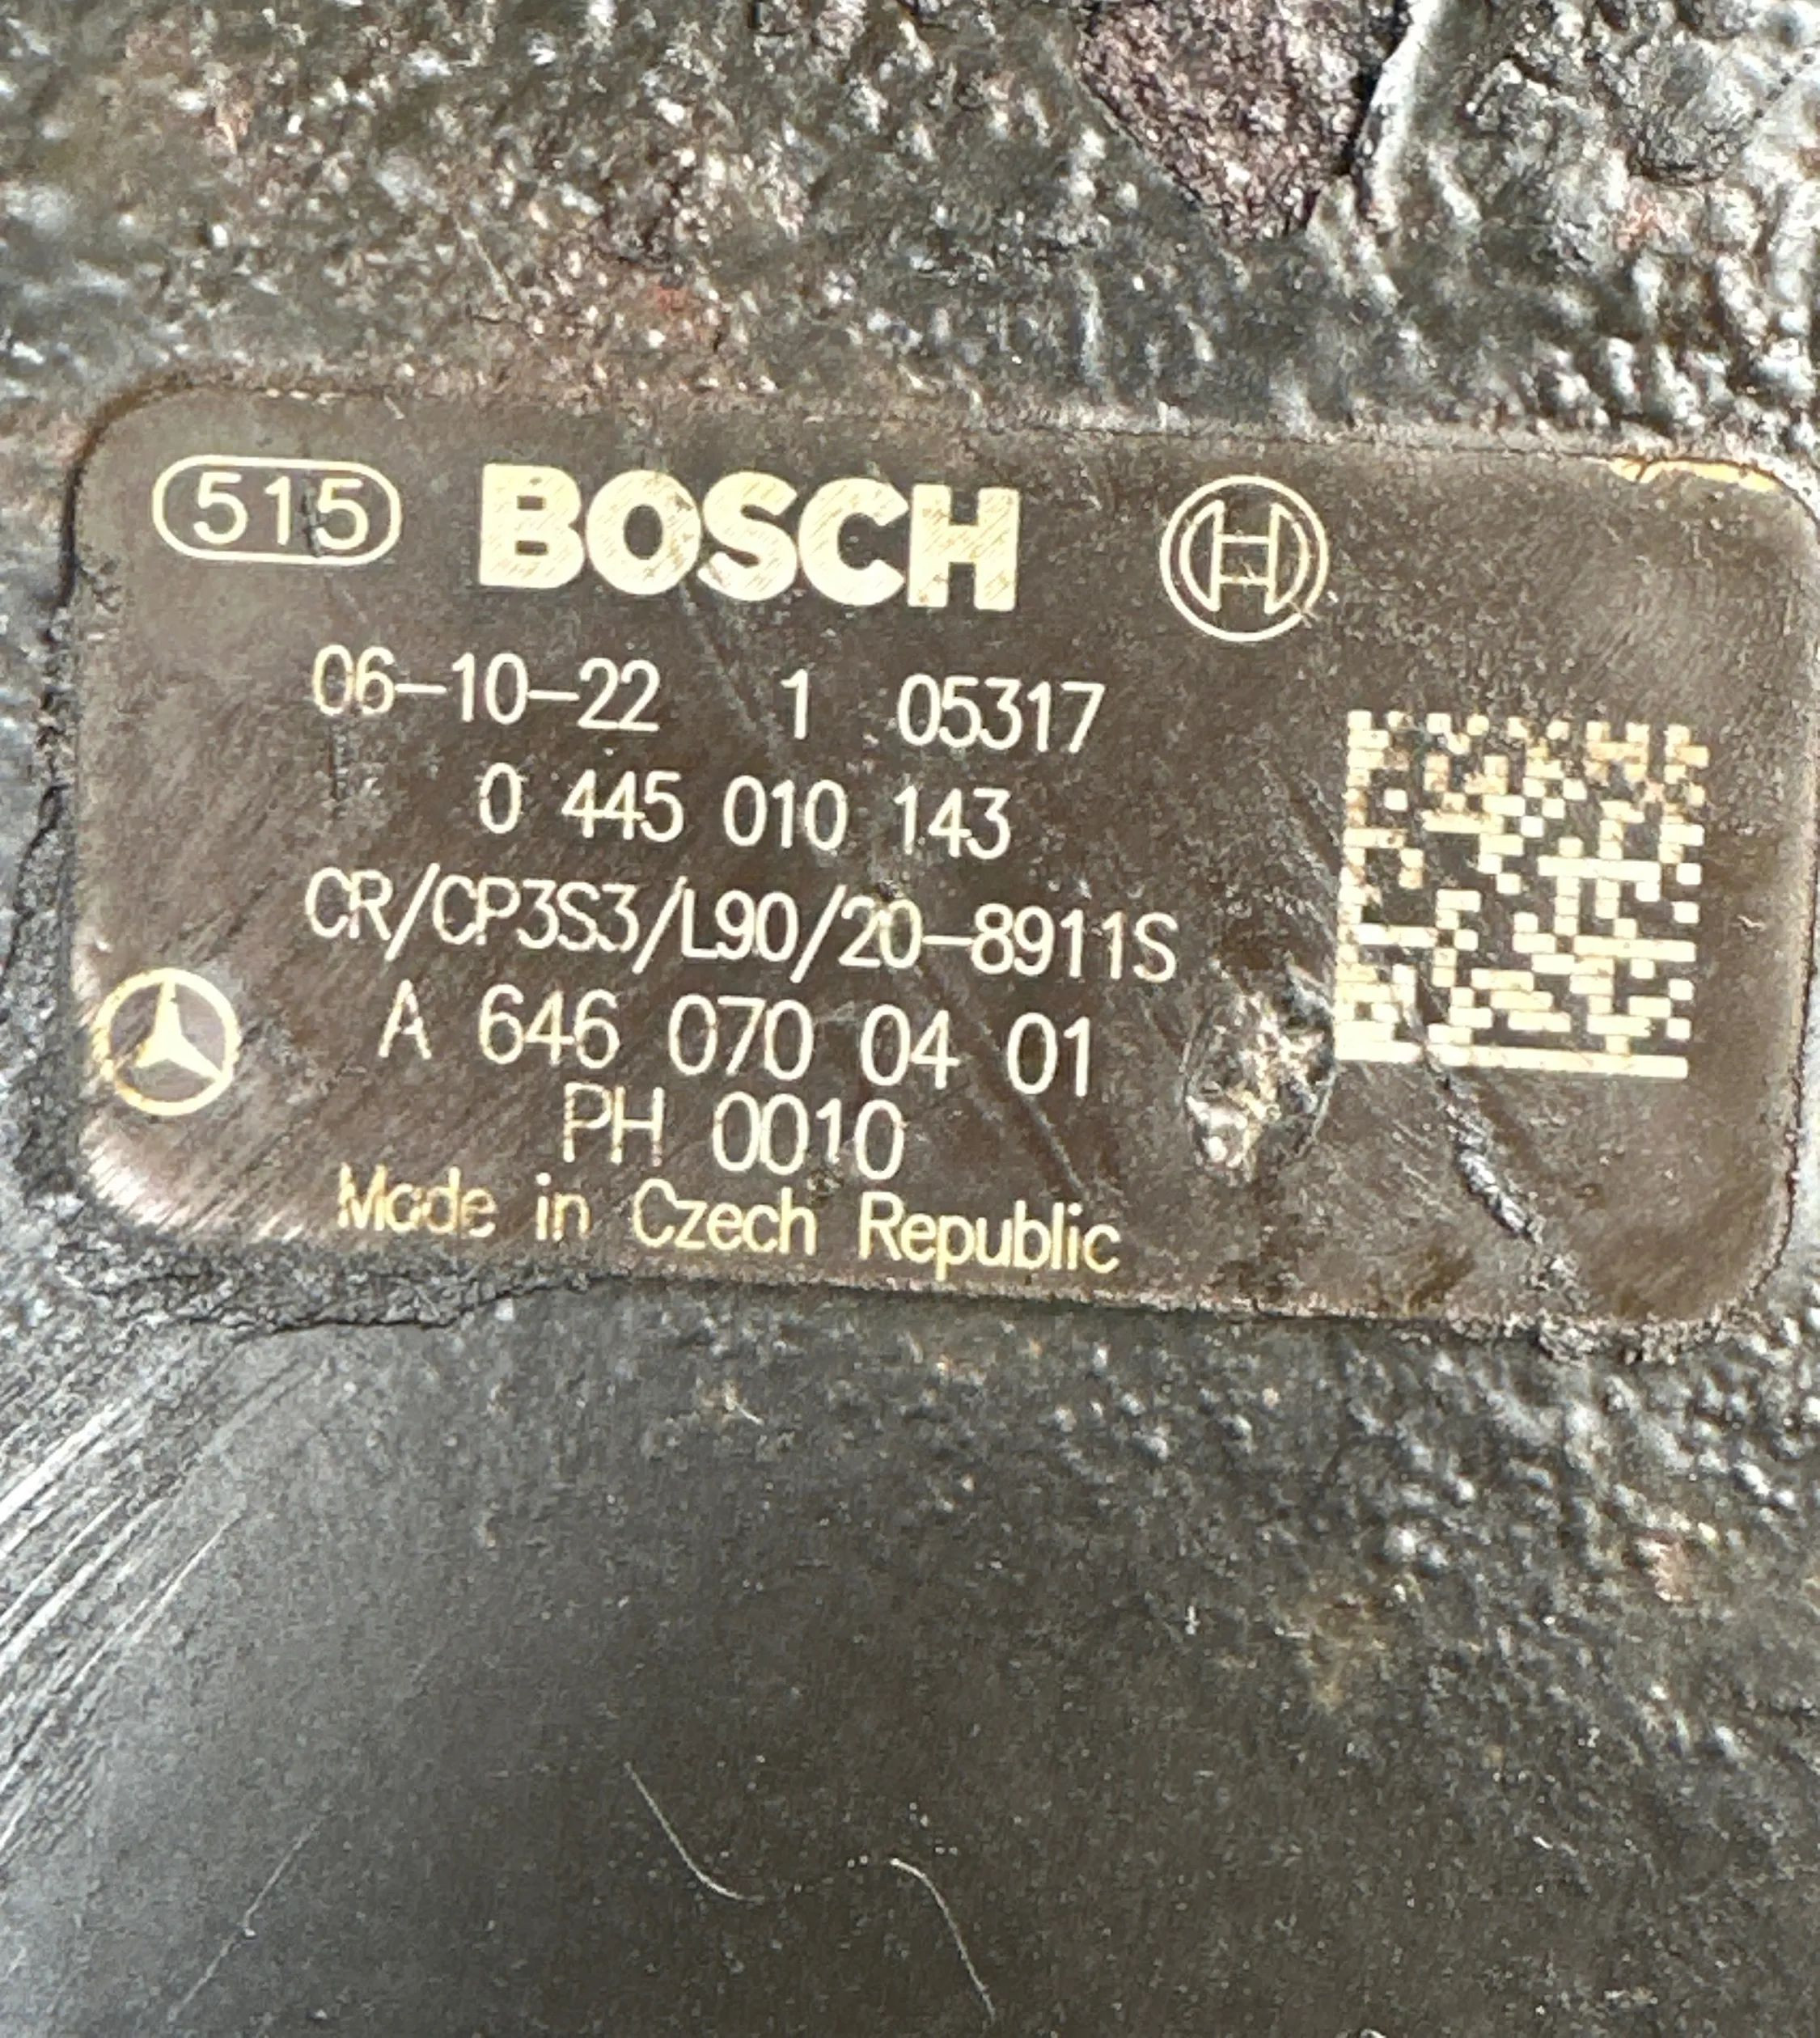 515 BOSCH
06-10-22 1 05317
0 445 010 143
CR/CP3S3/L90/20-8911S
A 646 070 04 01
PH 0010
Made in Czech Republic